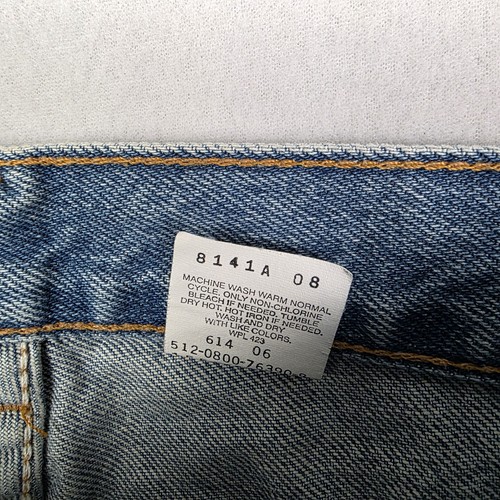 8141A 08
MACHINE WASH WARM NORMAL
CYCLE. ONLY NON-CHLORINE
BLEACH IF NEEDED. TUMBLE
DRY HOT. HOT IRON IF NEEDED.
WASH AND DRY
WITH LIKE COLORS.
WPL 423
614 06